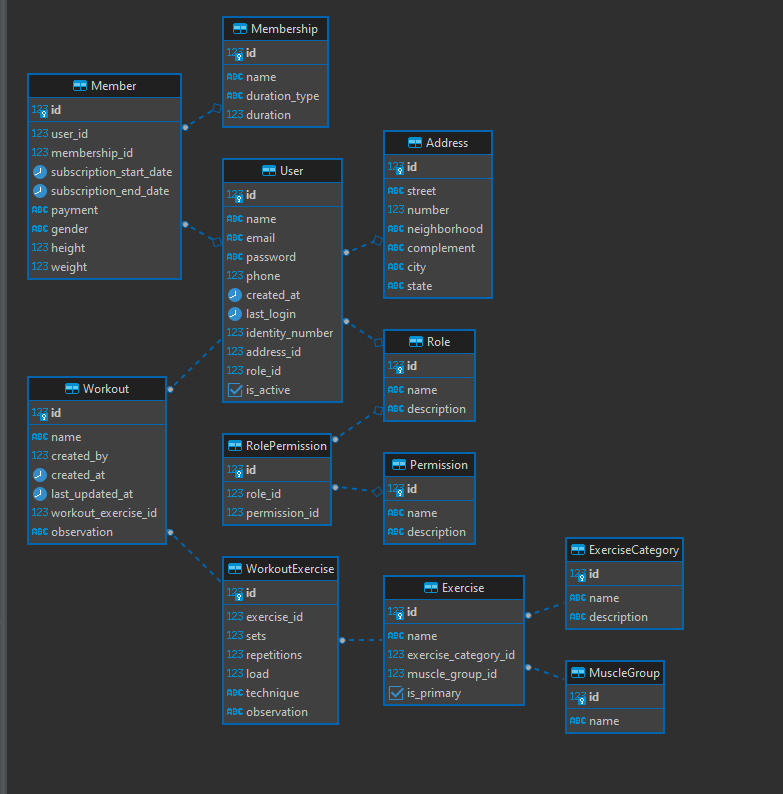 Membership
123 id
ABC name
ABC duration_type
123 duration
Member
123 id
123 user_id
123 membership_id
subscription_start_date
subscription_end_date
ABC payment
ABC gender
123 height
123 weight
User
123 id
ABC name
ABC email
ABC password
123 phone
created_at
last_login
123 identity_number
123 address_id
123 role_id
is_active
Address
123 id
ABC street
123 number
ABC neighborhood
ABC complement
ABC city
ABC state
Role
123 id
ABC name
ABC description
Workout
123 id
ABC name
123 created_by
created_at
last_updated_at
123 workout_exercise_id
ABC observation
RolePermission
123 id
123 role_id
123 permission_id
Permission
123 id
ABC name
ABC description
WorkoutExercise
123 id
123 exercise_id
123 sets
123 repetitions
123 load
ABC technique
ABC observation
Exercise
123 id
ABC name
123 exercise_category_id
123 muscle_group_id
is_primary
ExerciseCategory
123 id
ABC name
ABC description
MuscleGroup
123 id
ABC name